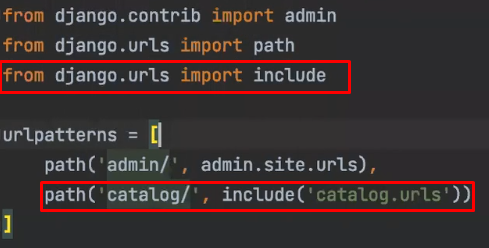 from django.contrib import admin
from django.urls import path
from django.urls import include
urlpatterns = [
    path('admin/', admin.site.urls),
    path('catalog/', include('catalog.urls'))
]